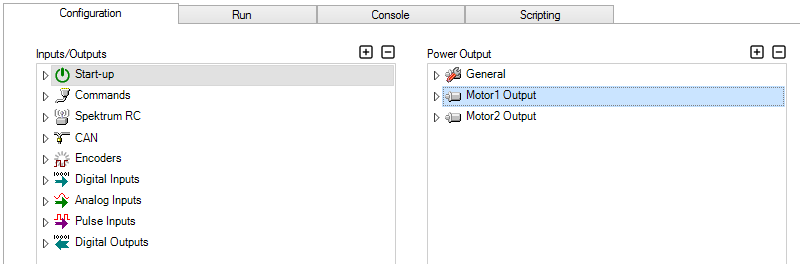 Configuration
Run
Console
Scripting
Inputs/Outputs
Start-up
Commands
Spektrum RC
CAN
Encoders
Digital Inputs
Analog Inputs
Pulse Inputs
Digital Outputs
Power Output
General
Motor1 Output
Motor2 Output